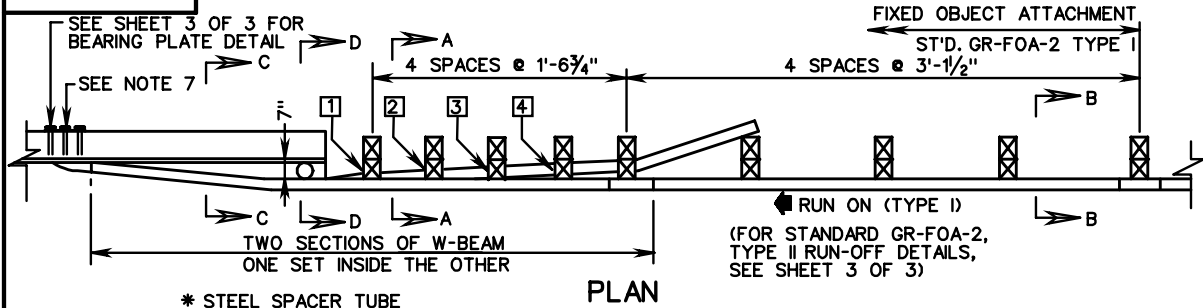 SEE SHEET 3 OF 3 FOR
BEARING PLATE DETAIL
D
A
C
FIXED OBJECT ATTACHMENT
ST'D. GR-FOA-2 TYPE I
4 SPACES @ 1'-6¾"
4 SPACES @ 3'-1½"
SEE NOTE 7
7"
1
2
3
4
B
C
D
A
B
RUN ON (TYPE I)
TWO SECTIONS OF W-BEAM
ONE SET INSIDE THE OTHER
(FOR STANDARD GR-FOA-2,
TYPE II RUN-OFF DETAILS,
SEE SHEET 3 OF 3)
* STEEL SPACER TUBE
PLAN